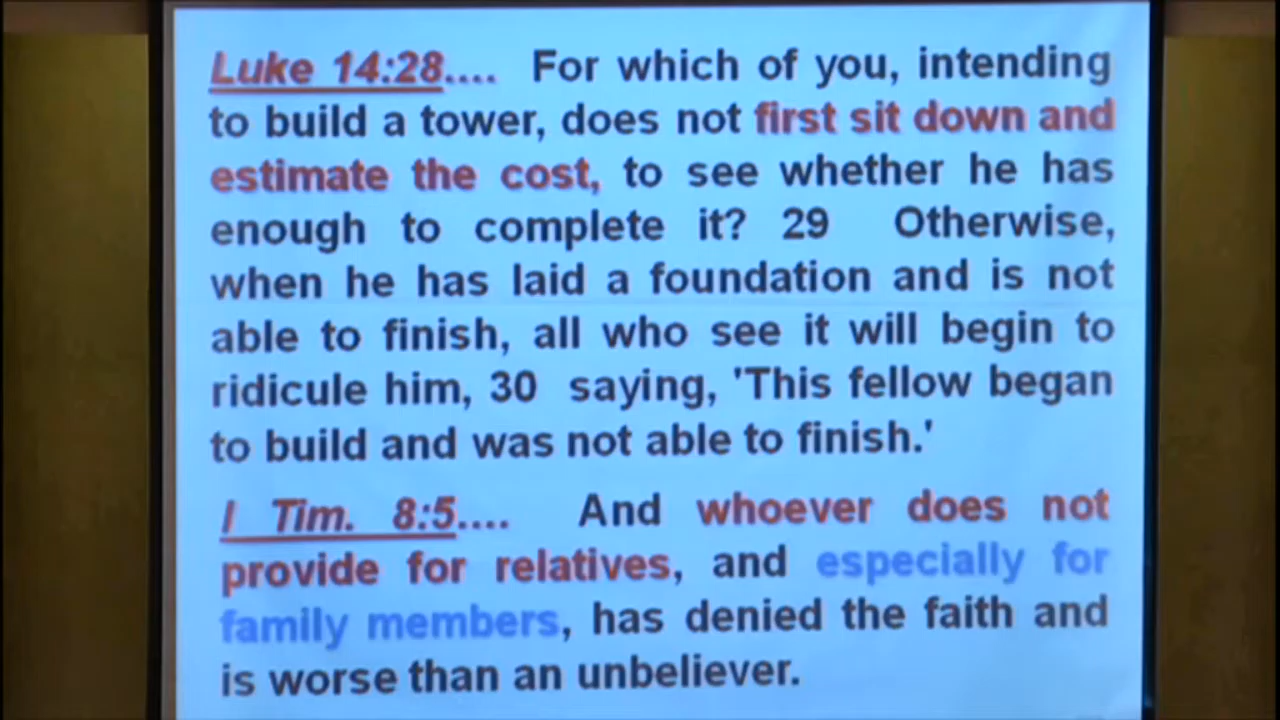 Luke 14:28.... For which of you, intending
to build a tower, does not first sit down and
estimate the cost, to see whether he has
enough to complete it? 29 Otherwise,
when he has laid a foundation and is not
able to finish, all who see it will begin to
ridicule him, 30 saying, 'This fellow began
to build and was not able to finish.'
I Tim. 8:5.... And whoever does not
provide for relatives, and especially for
family members, has denied the faith and
is worse than an unbeliever.